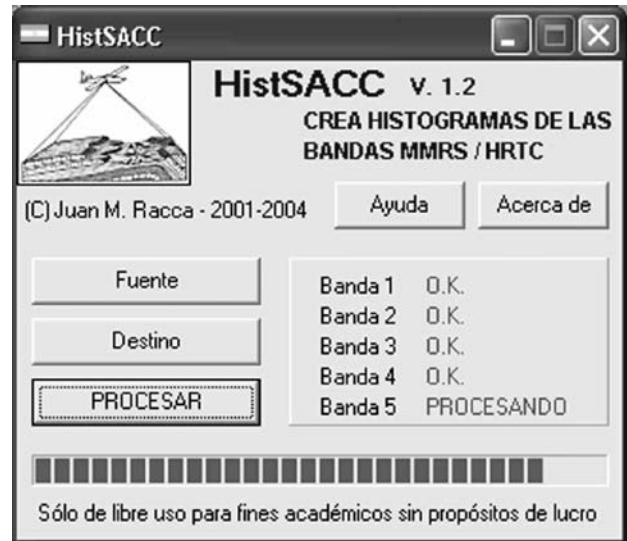 HistSACC
HistSACC V. 1.2
CREA HISTOGRAMAS DE LAS
BANDAS MMRS / HRTC
(C) Juan M. Racca - 2001-2004
Ayuda
Acerca de
Fuente
Destino
PROCESAR
Banda 1 O.K.
Banda 2 O.K.
Banda 3 O.K.
Banda 4 O.K.
Banda 5 PROCESANDO
Sólo de libre uso para fines académicos sin propósitos de lucro